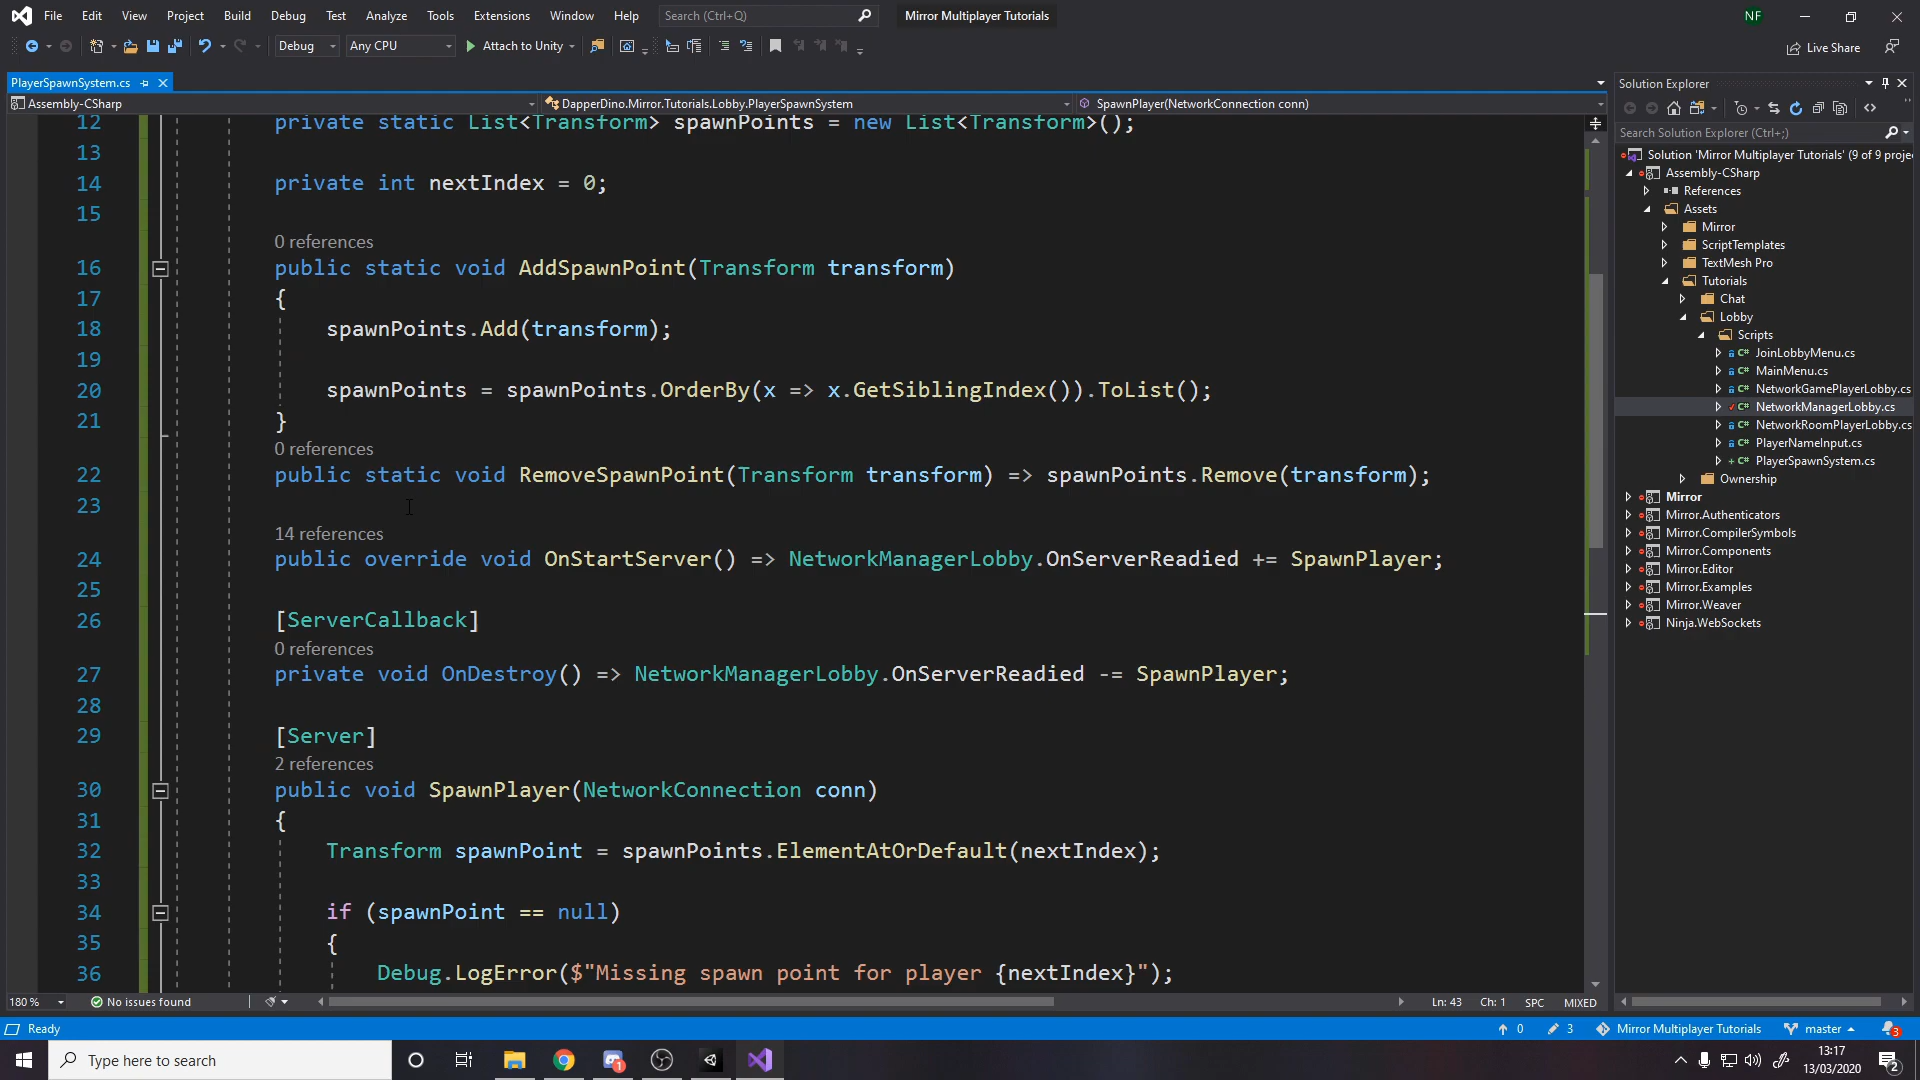 File Edit View Project Build Debug Test Analyze Tools Extensions Window Help Search (Ctrl+Q) Mirror Multiplayer Tutorials NF
Debug Any CPU Attach to Unity Live Share
PlayerSpawnSystem.cs
Assembly-CSharp DapperDino.Mirror.Tutorials.Lobby.PlayerSpawnSystem SpawnPlayer(NetworkConnection conn)
12 private static List<Transform> spawnPoints = new List<Transform>();
13
14 private int nextIndex = 0;
15
0 references
16 public static void AddSpawnPoint(Transform transform)
17 {
18 spawnPoints.Add(transform);
19
20 spawnPoints = spawnPoints.OrderBy(x => x.GetSiblingIndex()).ToList();
21 }
0 references
22 public static void RemoveSpawnPoint(Transform transform) => spawnPoints.Remove(transform);
23
14 references
24 public override void OnStartServer() => NetworkManagerLobby.OnServerReadied += SpawnPlayer;
25
26 [ServerCallback]
0 references
27 private void OnDestroy() => NetworkManagerLobby.OnServerReadied -= SpawnPlayer;
28
29 [Server]
2 references
30 public void SpawnPlayer(NetworkConnection conn)
31 {
32 Transform spawnPoint = spawnPoints.ElementAtOrDefault(nextIndex);
33
34 if (spawnPoint == null)
35 {
36 Debug.LogError($"Missing spawn point for player {nextIndex}");
180 % No issues found Ln: 43 Ch: 1 SPC MIXED
Solution Explorer
Search Solution Explorer (Ctrl+;)
Solution 'Mirror Multiplayer Tutorials' (9 of 9 proje
Assembly-CSharp
References
Assets
Mirror
ScriptTemplates
TextMesh Pro
Tutorials
Chat
Lobby
Scripts
C# JoinLobbyMenu.cs
C# MainMenu.cs
C# NetworkGamePlayerLobby.cs
C# NetworkManagerLobby.cs
C# NetworkRoomPlayerLobby.cs
C# PlayerNameInput.cs
C# PlayerSpawnSystem.cs
Ownership
Mirror
Mirror.Authenticators
Mirror.CompilerSymbols
Mirror.Components
Mirror.Editor
Mirror.Examples
Mirror.Weaver
Ninja.WebSockets
Ready 0 3 Mirror Multiplayer Tutorials master 3
Type here to search 1 13:17
13/03/2020 2